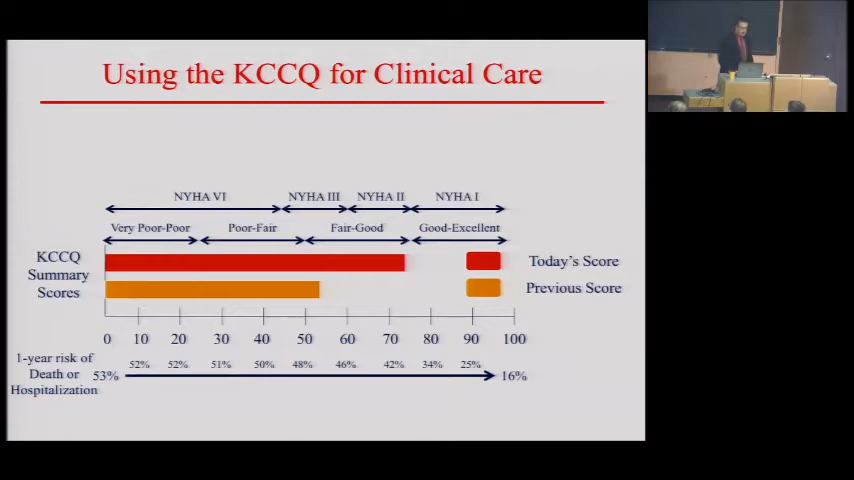 Using the KCCQ for Clinical Care
NYHA VI NYHA III NYHA II NYHA I
Very Poor-Poor Poor-Fair Fair-Good Good-Excellent
KCCQ
Summary
Scores
Today's Score
Previous Score
0 10 20 30 40 50 60 70 80 90 100
1-year risk of
Death or
Hospitalization
53% 52% 52% 51% 50% 48% 46% 42% 34% 25% 16%